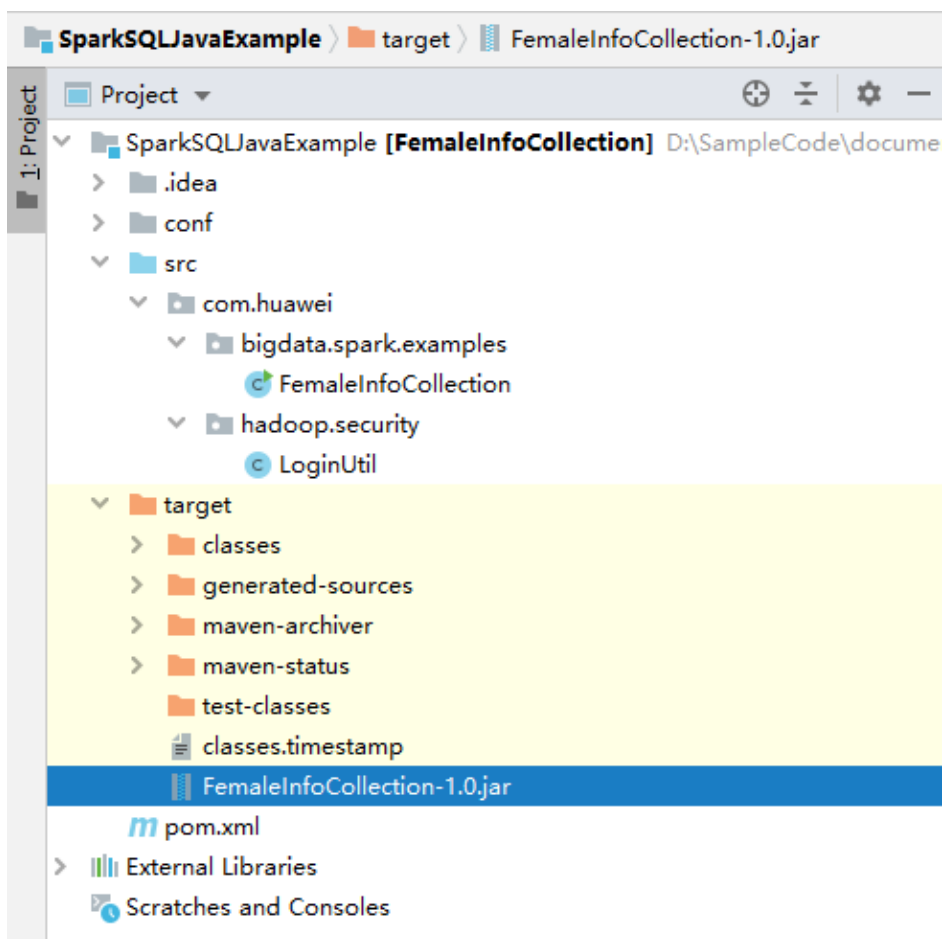 SparkSQLJavaExample 〉 target 〉 FemaleInfoCollection-1.0.jar
1: Project
Project
SparkSQLJavaExample [FemaleInfoCollection] D:\SampleCode\docume
.idea
conf
src
com.huawei
bigdata.spark.examples
FemaleInfoCollection
hadoop.security
LoginUtil
target
classes
generated-sources
maven-archiver
maven-status
test-classes
classes.timestamp
FemaleInfoCollection-1.0.jar
pom.xml
External Libraries
Scratches and Consoles